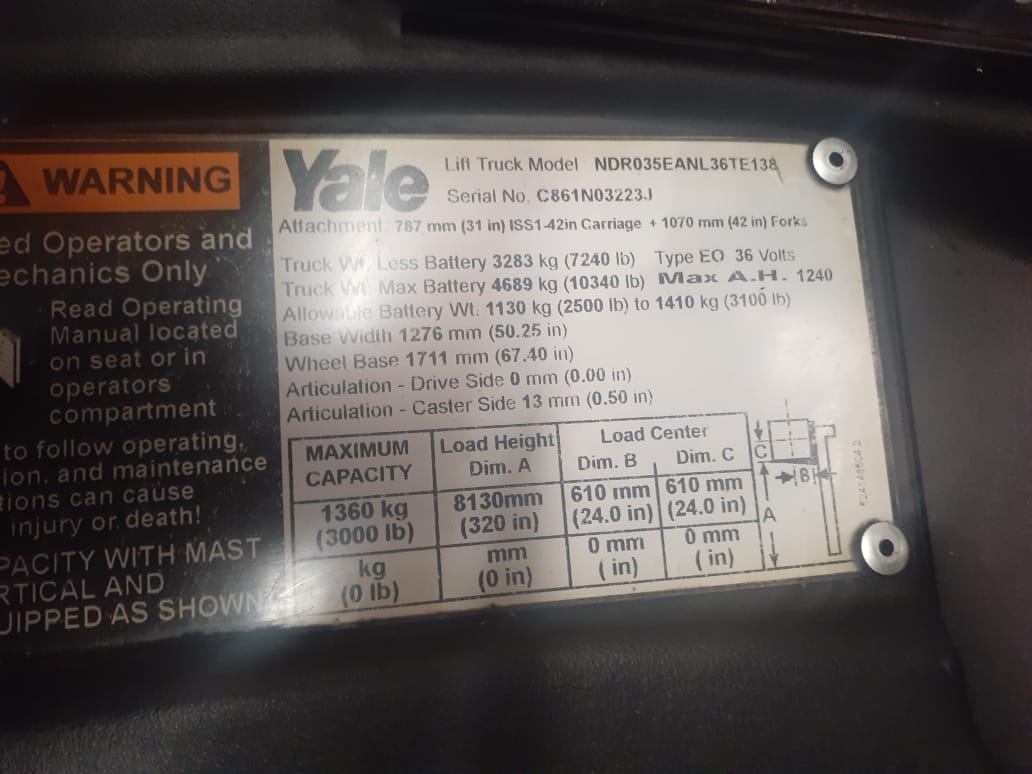 WARNING
ed Operators and
echanics Only
Read Operating
Manual located
on seat or in
operators
compartment
to follow operating,
ion, and maintenance
tions can cause
injury or death!
PACITY WITH MAST
RTICAL AND
UIPPED AS SHOWN
Yale
Lift Truck Model NDR035EANL36TE138
Serial No. C861N03223J
Attachment: 787 mm (31 in) ISS1-42in Carriage + 1070 mm (42 in) Forks
Truck Wt. Less Battery 3283 kg (7240 lb) Type EO 36 Volts
Truck Wt. Max Battery 4689 kg (10340 lb) Max A.H. 1240
Allowable Battery Wt. 1130 kg (2500 lb) to 1410 kg (3100 lb)
Base Width 1276 mm (50.25 in)
Wheel Base 1711 mm (67.40 in)
Articulation - Drive Side 0 mm (0.00 in)
Articulation - Caster Side 13 mm (0.50 in)
MAXIMUM CAPACITY Load Height Dim. A Load Center Dim. B Dim. C
1360 kg 8130mm 610 mm 610 mm
(3000 lb) (320 in) (24.0 in) (24.0 in)
kg mm 0 mm 0 mm
(0 lb) (0 in) ( in) ( in)
C
B
A